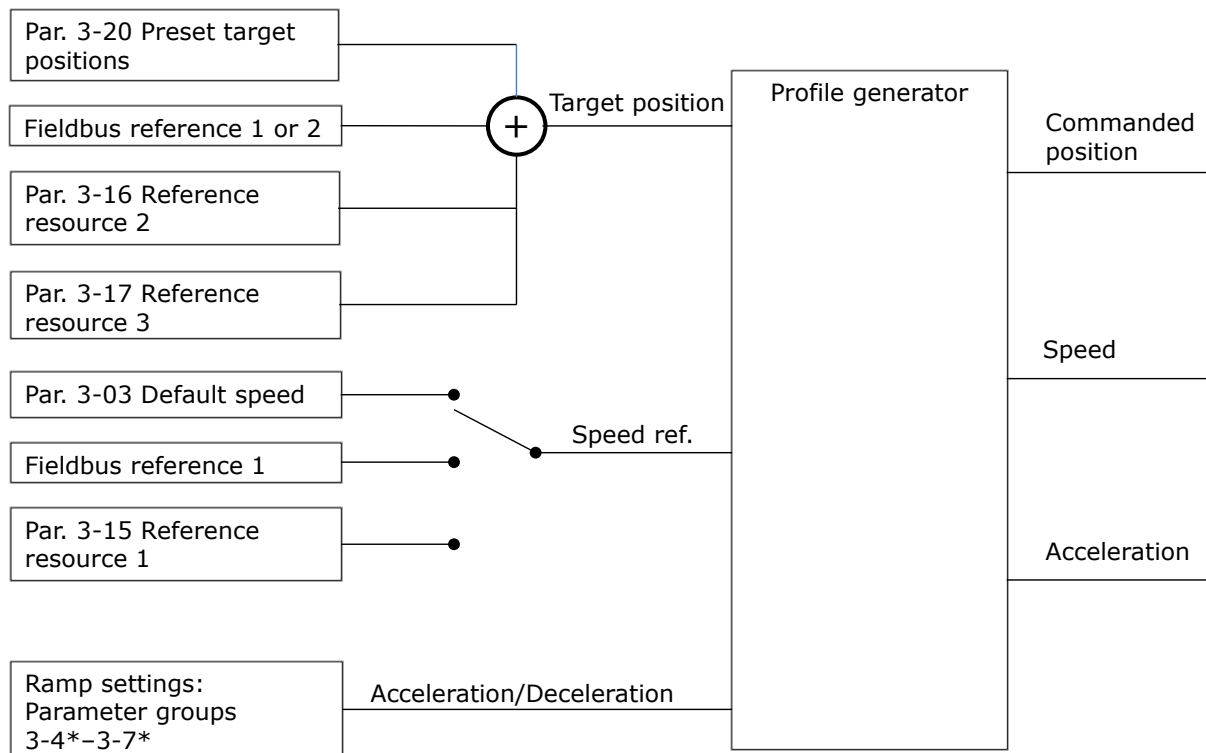 Par. 3-20 Preset target
positions
Fieldbus reference 1 or 2
Par. 3-16 Reference
resource 2
Par. 3-17 Reference
resource 3
Par. 3-03 Default speed
Fieldbus reference 1
Par. 3-15 Reference
resource 1
Ramp settings:
Parameter groups
3-4*–3-7*
+
Target position
Speed ref.
Acceleration/Deceleration
Profile generator
Commanded
position
Speed
Acceleration